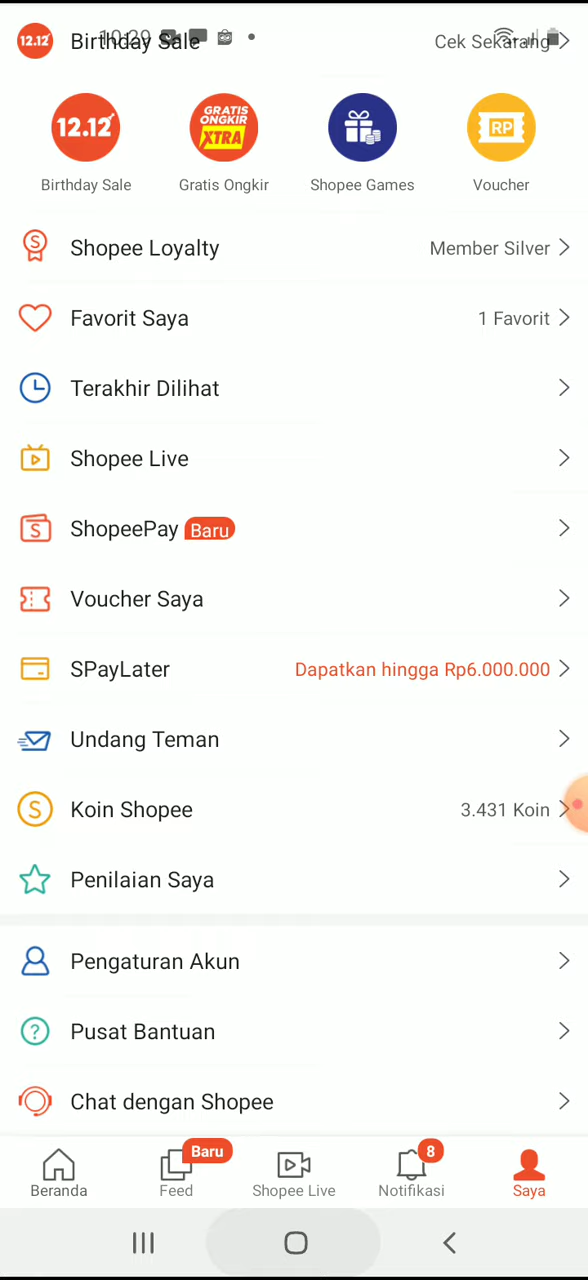 10:29
12.12 Birthday Sale Cek Sekarang
12.12
GRATIS
ONGKIR
XTRA
RP
Birthday Sale Gratis Ongkir Shopee Games Voucher
Shopee Loyalty Member Silver
Favorit Saya 1 Favorit
Terakhir Dilihat
Shopee Live
ShopeePay Baru
Voucher Saya
SPayLater Dapatkan hingga Rp6.000.000
Undang Teman
Koin Shopee 3.431 Koin
Penilaian Saya
Pengaturan Akun
Pusat Bantuan
Chat dengan Shopee
Baru 8
Beranda Feed Shopee Live Notifikasi Saya